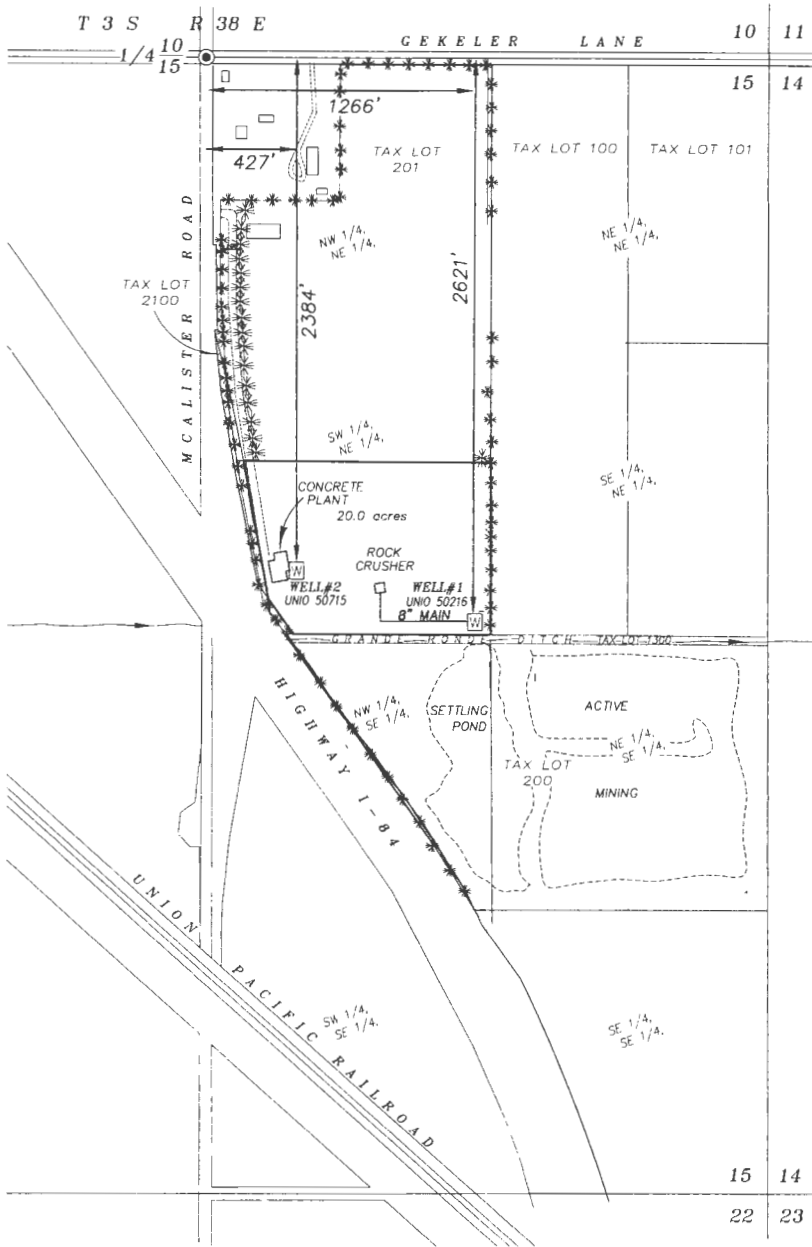 T 3 S R 38 E
10 11
GEKELER LANE
1/4 10
15
15 14
1266'
427'
TAX LOT
201
TAX LOT 100
TAX LOT 101
MCALISTER ROAD
NW 1/4,
NE 1/4,
NE 1/4,
NE 1/4,
TAX LOT
2100
2384'
2621'
SW 1/4,
NE 1/4,
SE 1/4,
NE 1/4,
CONCRETE
PLANT
20.0 acres
ROCK
CRUSHER
W
WELL#2
UNIO 50715
WELL#1
UNIO 50216
8" MAIN
W
GRANDE RONDE DITCH TAX LOT 1300
HIGHWAY I-84
NW 1/4,
SE 1/4,
SETTLING
POND
ACTIVE
NE 1/4,
SE 1/4,
TAX LOT
200
MINING
UNION PACIFIC RAILROAD
SW 1/4,
SE 1/4,
SE 1/4,
SE 1/4,
15 14
22 23